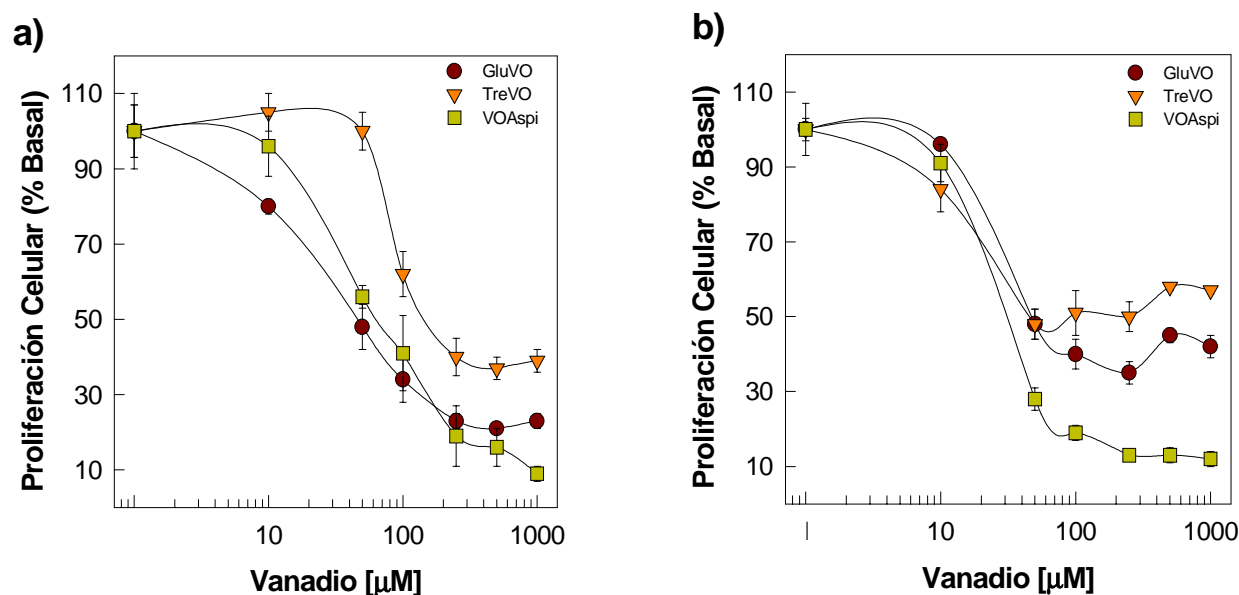 a)
GluVO
TreVO
VOAspi
110
90
70
50
30
10
Proliferación Celular (% Basal)
10
100
1000
Vanadio [μM]
b)
GluVO
TreVO
VOAspi
110
90
70
50
30
10
Proliferación Celular (% Basal)
10
100
1000
Vanadio [μM]